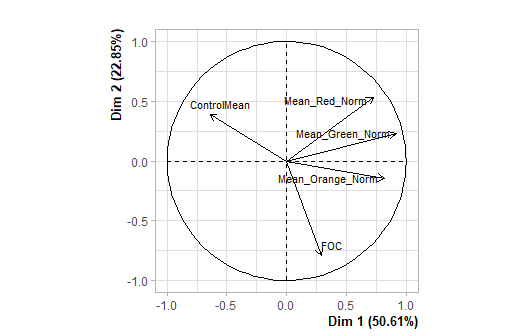 Dim 2 (22.85%)
1.0
0.5
0.0
-0.5
-1.0
ControlMean
Mean_Red_Norm
Mean_Green_Norm
Mean_Orange_Norm
FOC
-1.0 -0.5 0.0 0.5 1.0
Dim 1 (50.61%)